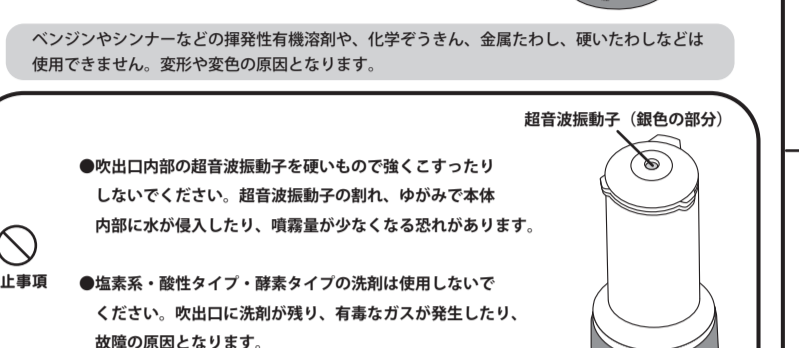 ベンジンやシンナーなどの揮発性有機溶剤や、化学ぞうきん、金属たわし、硬いたわしなどは
使用できません。変形や変色の原因となります。
超音波振動子（銀色の部分）
●吹出口内部の超音波振動子を硬いもので強くこすったり
しないでください。超音波振動子の割れ、ゆがみで本体
内部に水が侵入したり、噴霧量が少なくなる恐れがあります。
止事項
●塩素系・酸性タイプ・酵素タイプの洗剤は使用しないで
ください。吹出口に洗剤が残り、有毒なガスが発生したり、
故障の原因となります。